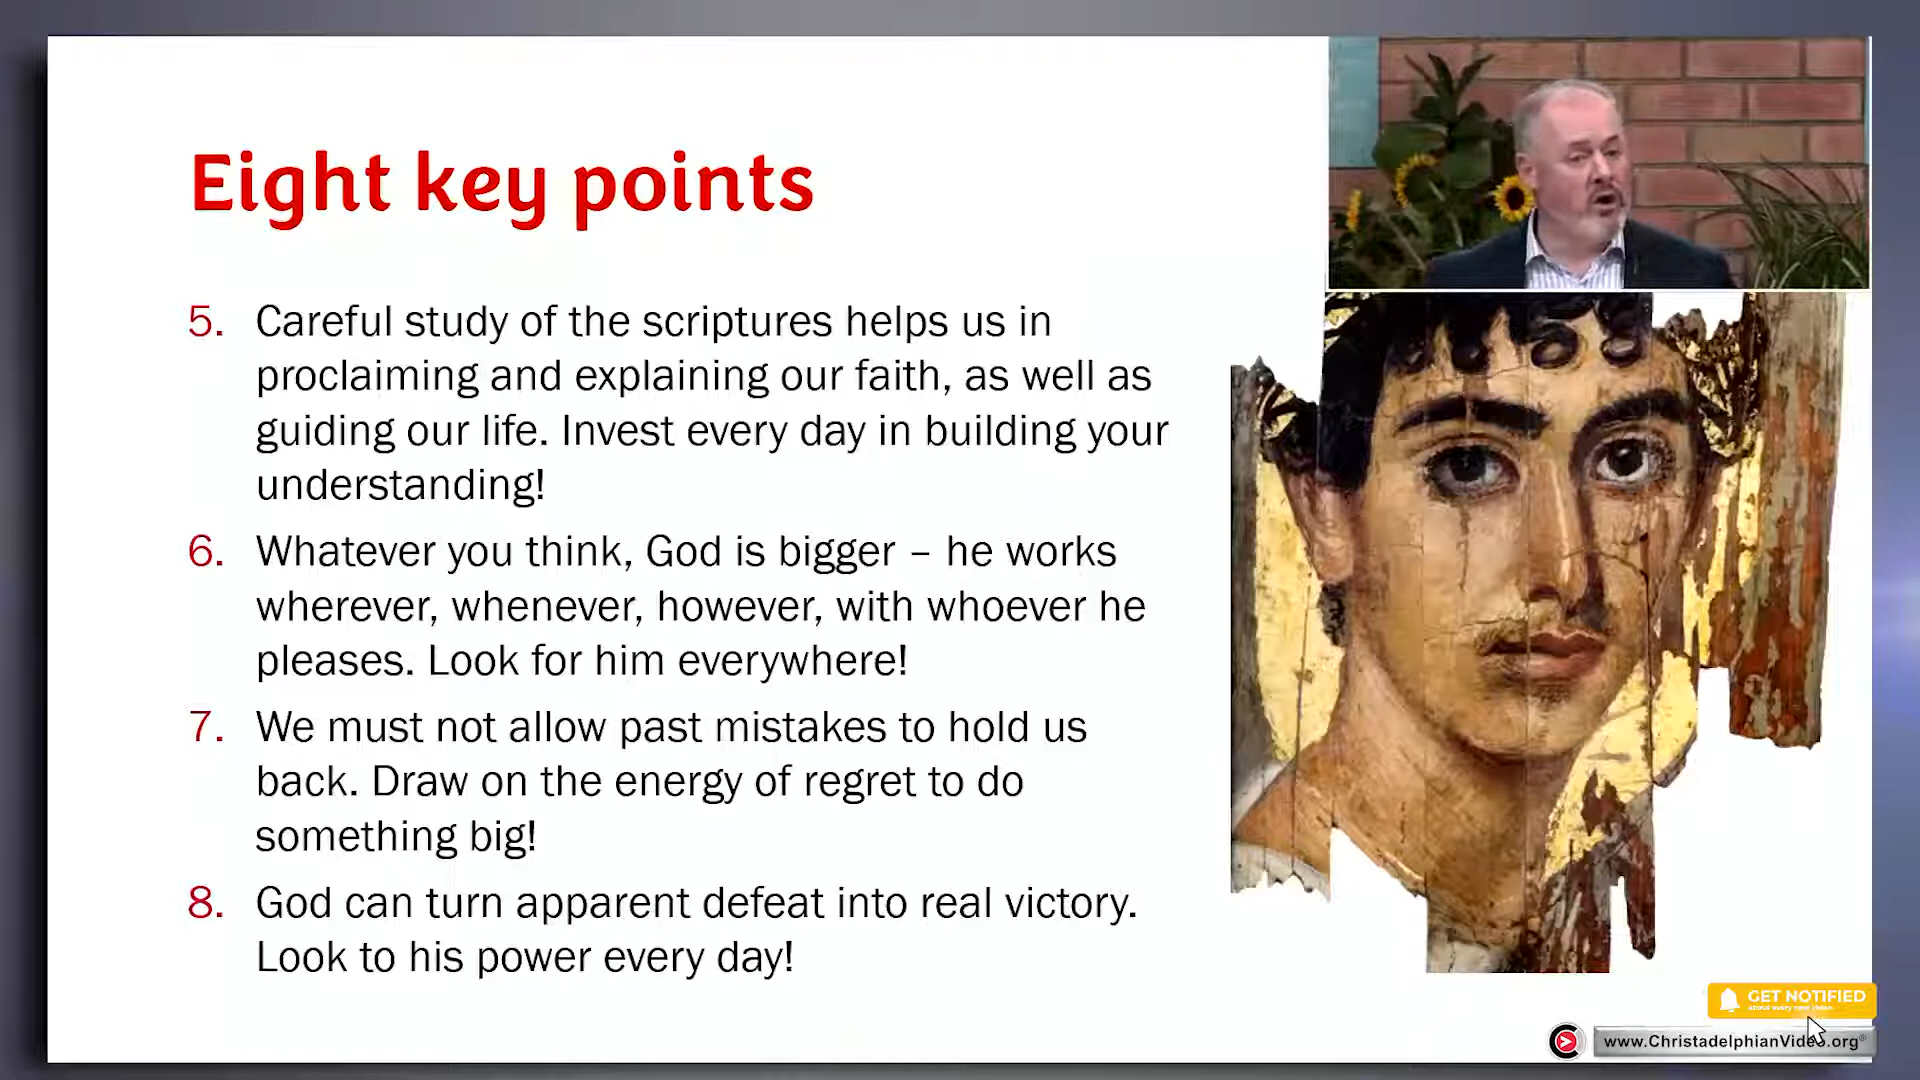 Eight key points
5. Careful study of the scriptures helps us in
proclaiming and explaining our faith, as well as
guiding our life. Invest every day in building your
understanding!
6. Whatever you think, God is bigger – he works
wherever, whenever, however, with whoever he
pleases. Look for him everywhere!
7. We must not allow past mistakes to hold us
back. Draw on the energy of regret to do
something big!
8. God can turn apparent defeat into real victory.
Look to his power every day!
GET NOTIFIED
about every new video
www.ChristadelphianVideo.org®